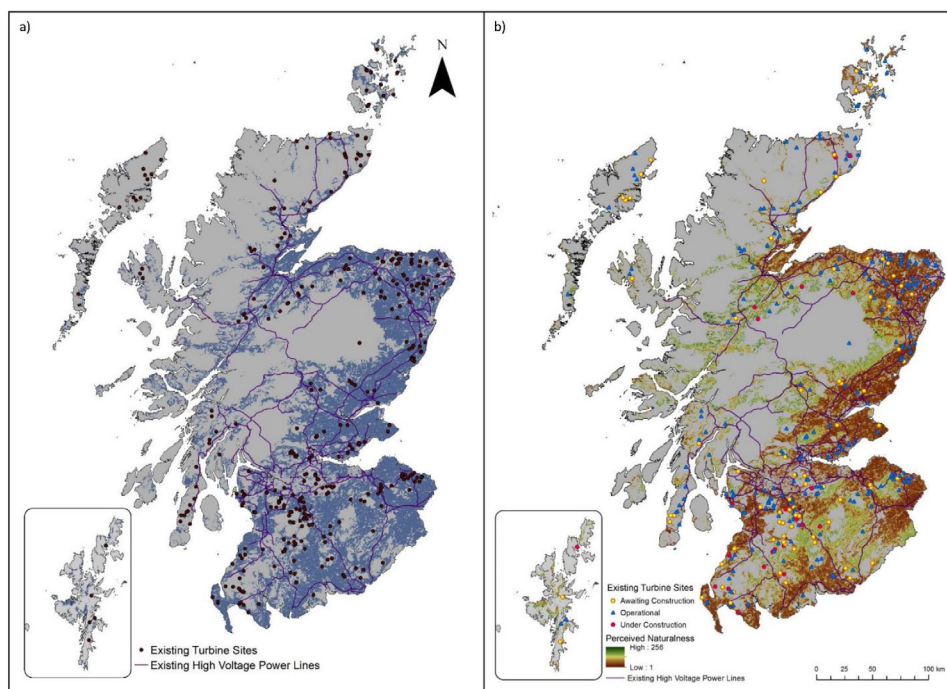 a)
N
Existing Turbine Sites
Existing High Voltage Power Lines
b)
Existing Turbine Sites
Awaiting Construction
Operational
Under Construction
Perceived Naturalness
High : 256
Low : 1
Existing High Voltage Power Lines
0 25 50 100 km